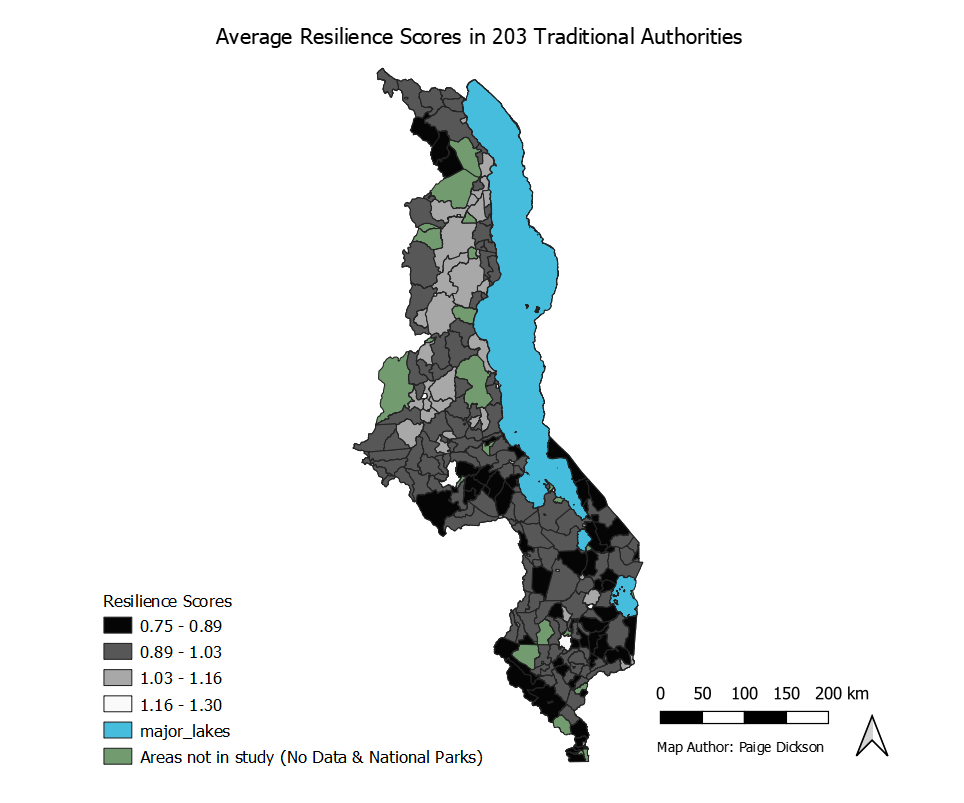 Average Resilience Scores in 203 Traditional Authorities
Resilience Scores
0.75 - 0.89
0.89 - 1.03
1.03 - 1.16
1.16 - 1.30
major_lakes
Areas not in study (No Data & National Parks)
0 50 100 150 200 km
Map Author: Paige Dickson